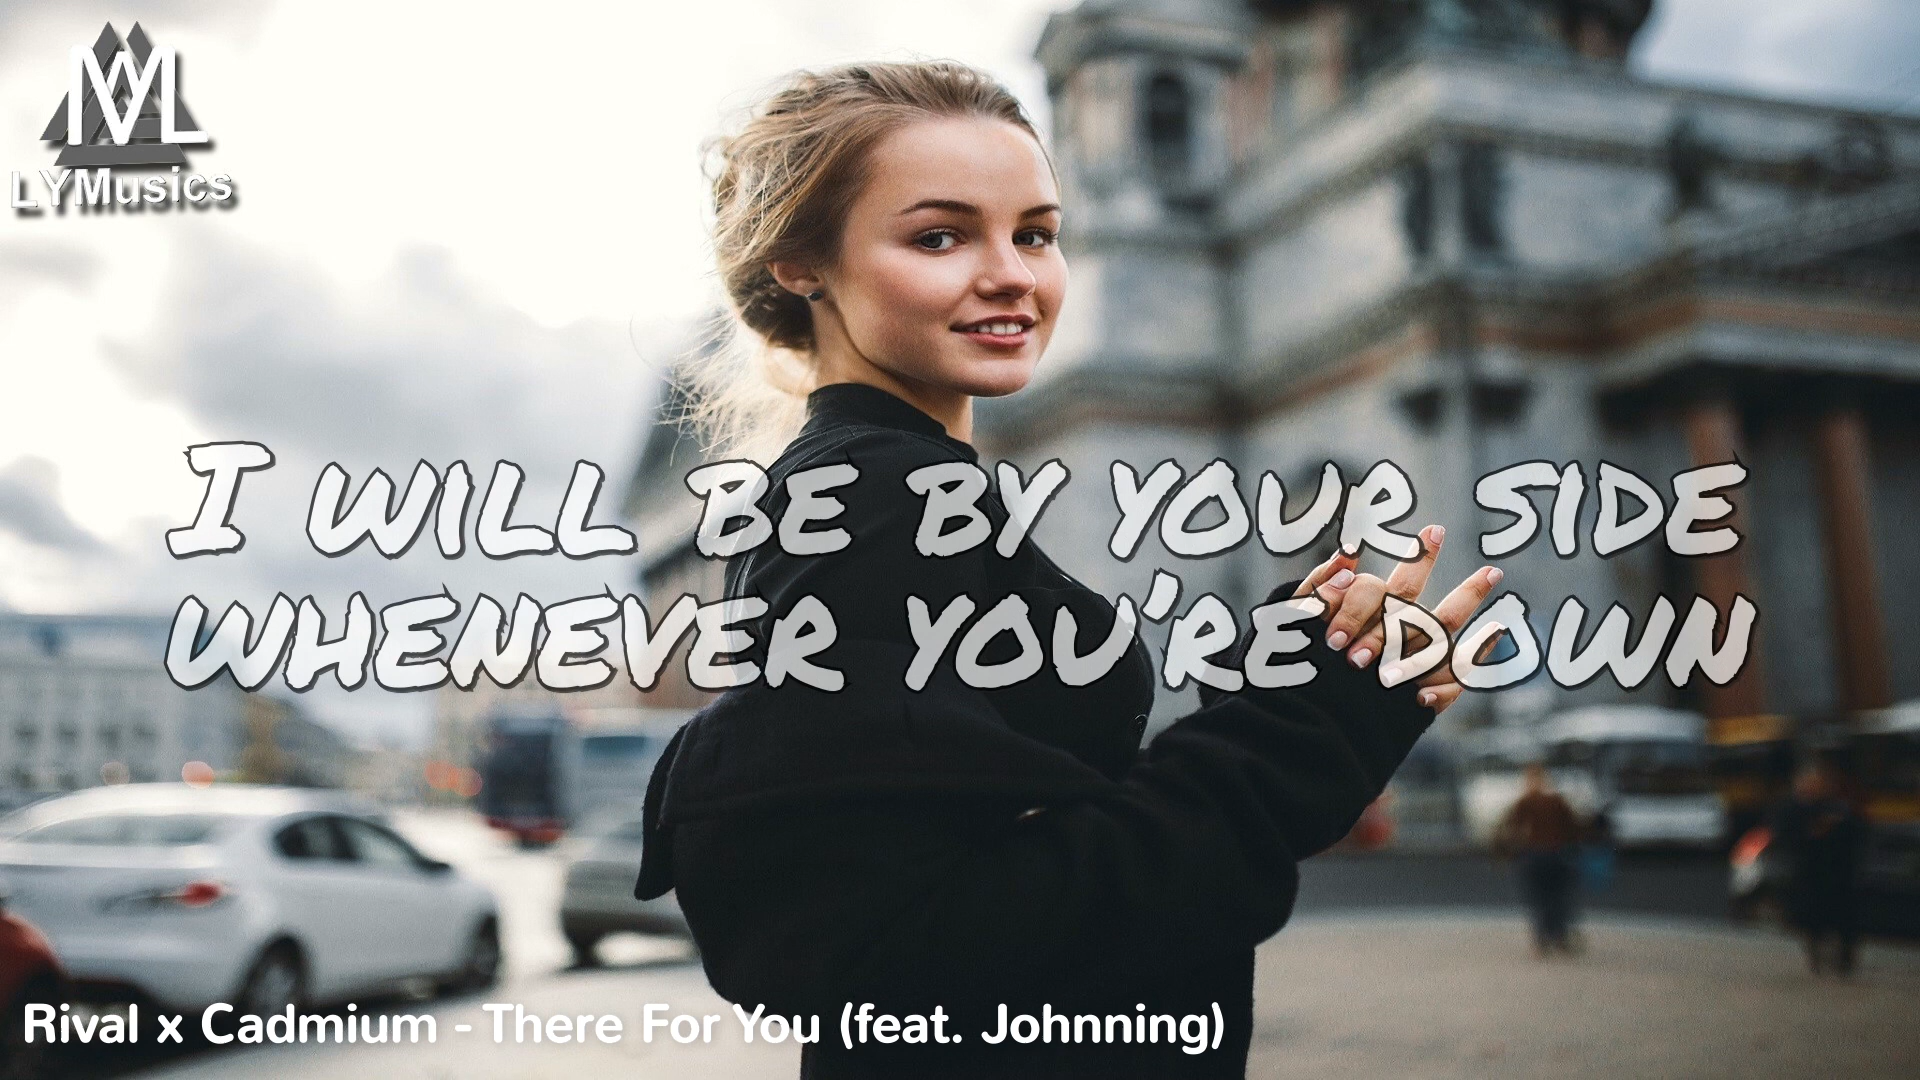 LYMusics
I WILL BE BY YOUR SIDE
WHENEVER YOU'RE DOWN
Rival x Cadmium - There For You (feat. Johnning)